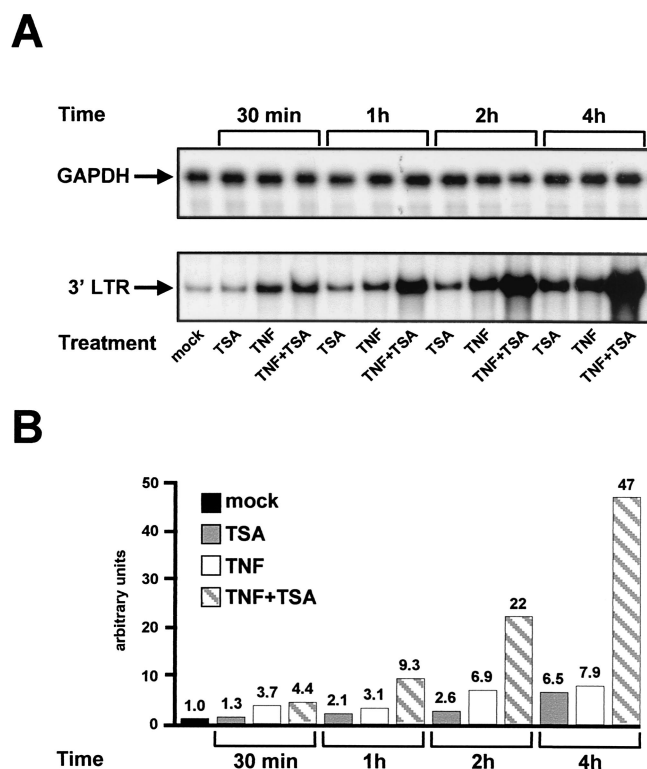 A
Time 30 min 1h 2h 4h
GAPDH
3' LTR
Treatment mock TSA TNF TNF+TSA TSA TNF TNF+TSA TSA TNF TNF+TSA TSA TNF TNF+TSA
B
50
40
30
20
10
0
arbitrary units
mock
TSA
TNF
TNF+TSA
1.0 1.3 3.7 4.4 2.1 3.1 9.3 2.6 6.9 22 6.5 7.9 47
Time 30 min 1h 2h 4h